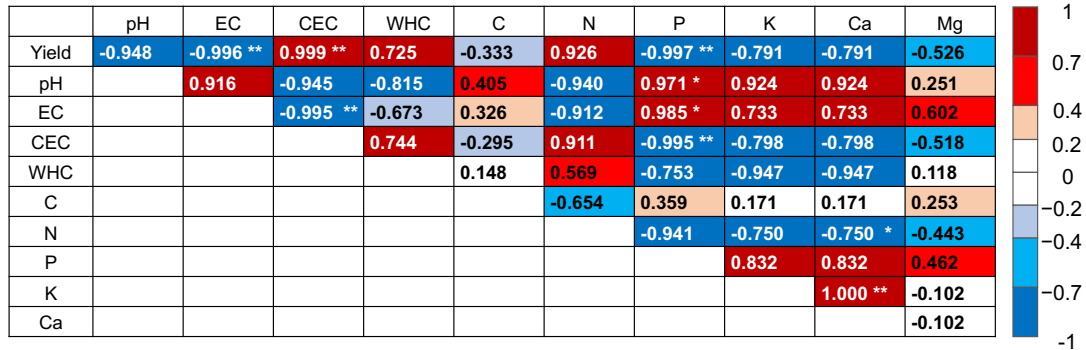 pH EC CEC WHC C N P K Ca Mg
Yield -0.948 -0.996 ** 0.999 ** 0.725 -0.333 0.926 -0.997 ** -0.791 -0.791 -0.526
pH 0.916 -0.945 -0.815 0.405 -0.940 0.971 * 0.924 0.924 0.251
EC -0.995 ** -0.673 0.326 -0.912 0.985 * 0.733 0.733 0.602
CEC 0.744 -0.295 0.911 -0.995 ** -0.798 -0.798 -0.518
WHC 0.148 0.569 -0.753 -0.947 -0.947 0.118
C -0.654 0.359 0.171 0.171 0.253
N -0.941 -0.750 -0.750 * -0.443
P 0.832 0.832 0.462
K 1.000 ** -0.102
Ca -0.102
1
0.7
0.4
0.2
0
−0.2
−0.4
−0.7
-1